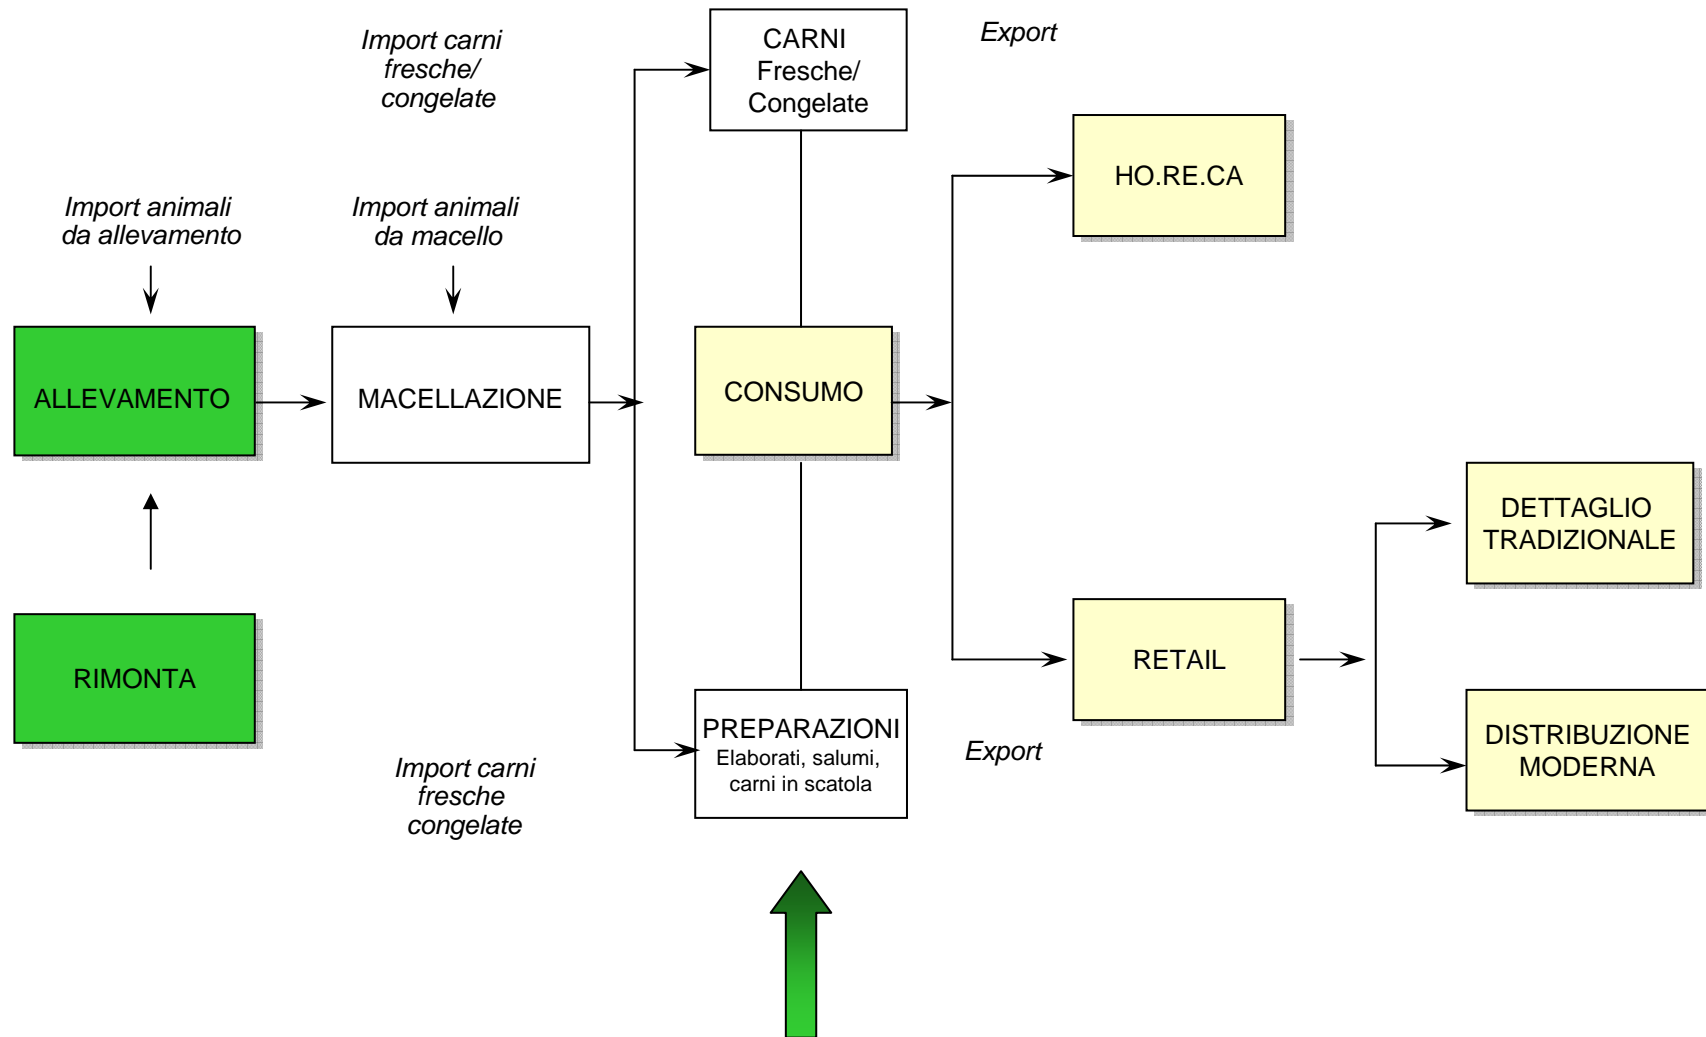 Import carni
fresche/
congelate
CARNI
Fresche/
Congelate
Export
HO.RE.CA
Import animali
da allevamento
Import animali
da macello
ALLEVAMENTO
MACELLAZIONE
CONSUMO
DETTAGLIO
TRADIZIONALE
RIMONTA
RETAIL
PREPARAZIONI
Elaborati, salumi,
carni in scatola
Export
DISTRIBUZIONE
MODERNA
Import carni
fresche
congelate